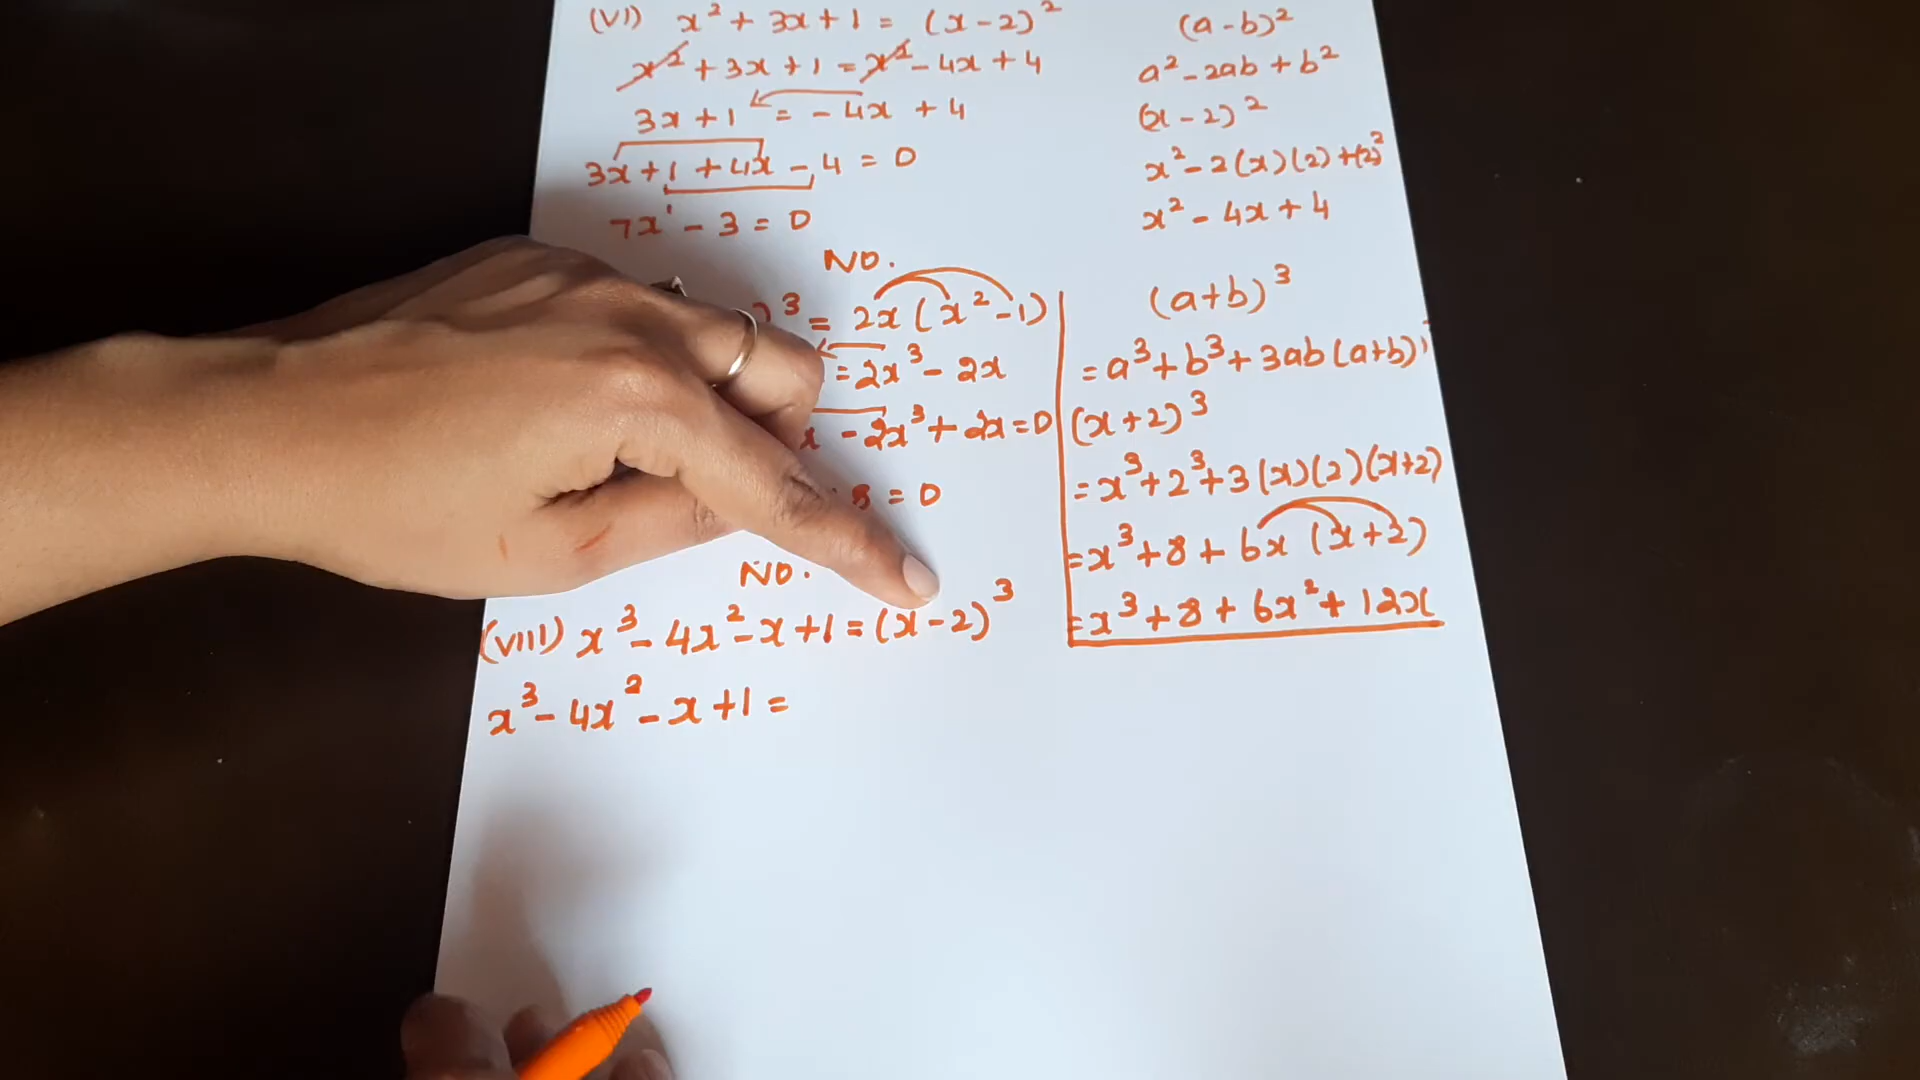 (VI) x² + 3x + 1 = (x - 2)²
x² + 3x + 1 = x² - 4x + 4
3x + 1 = - 4x + 4
3x + 1 + 4x - 4 = 0
7x - 3 = 0
NO.
)³ = 2x (x² - 1)
= 2x³ - 2x
x - 2x³ + 2x = 0
8 = 0
NO.
(VIII) x³ - 4x² - x + 1 = (x - 2)³
x³ - 4x² - x + 1 =
(a - b)²
a² - 2ab + b²
(x - 2)²
x² - 2(x)(2) + (2)²
x² - 4x + 4
(a + b)³
= a³ + b³ + 3ab (a + b)
(x + 2)³
= x³ + 2³ + 3(x)(2)(x + 2)
= x³ + 8 + 6x (x + 2)
= x³ + 8 + 6x² + 12x